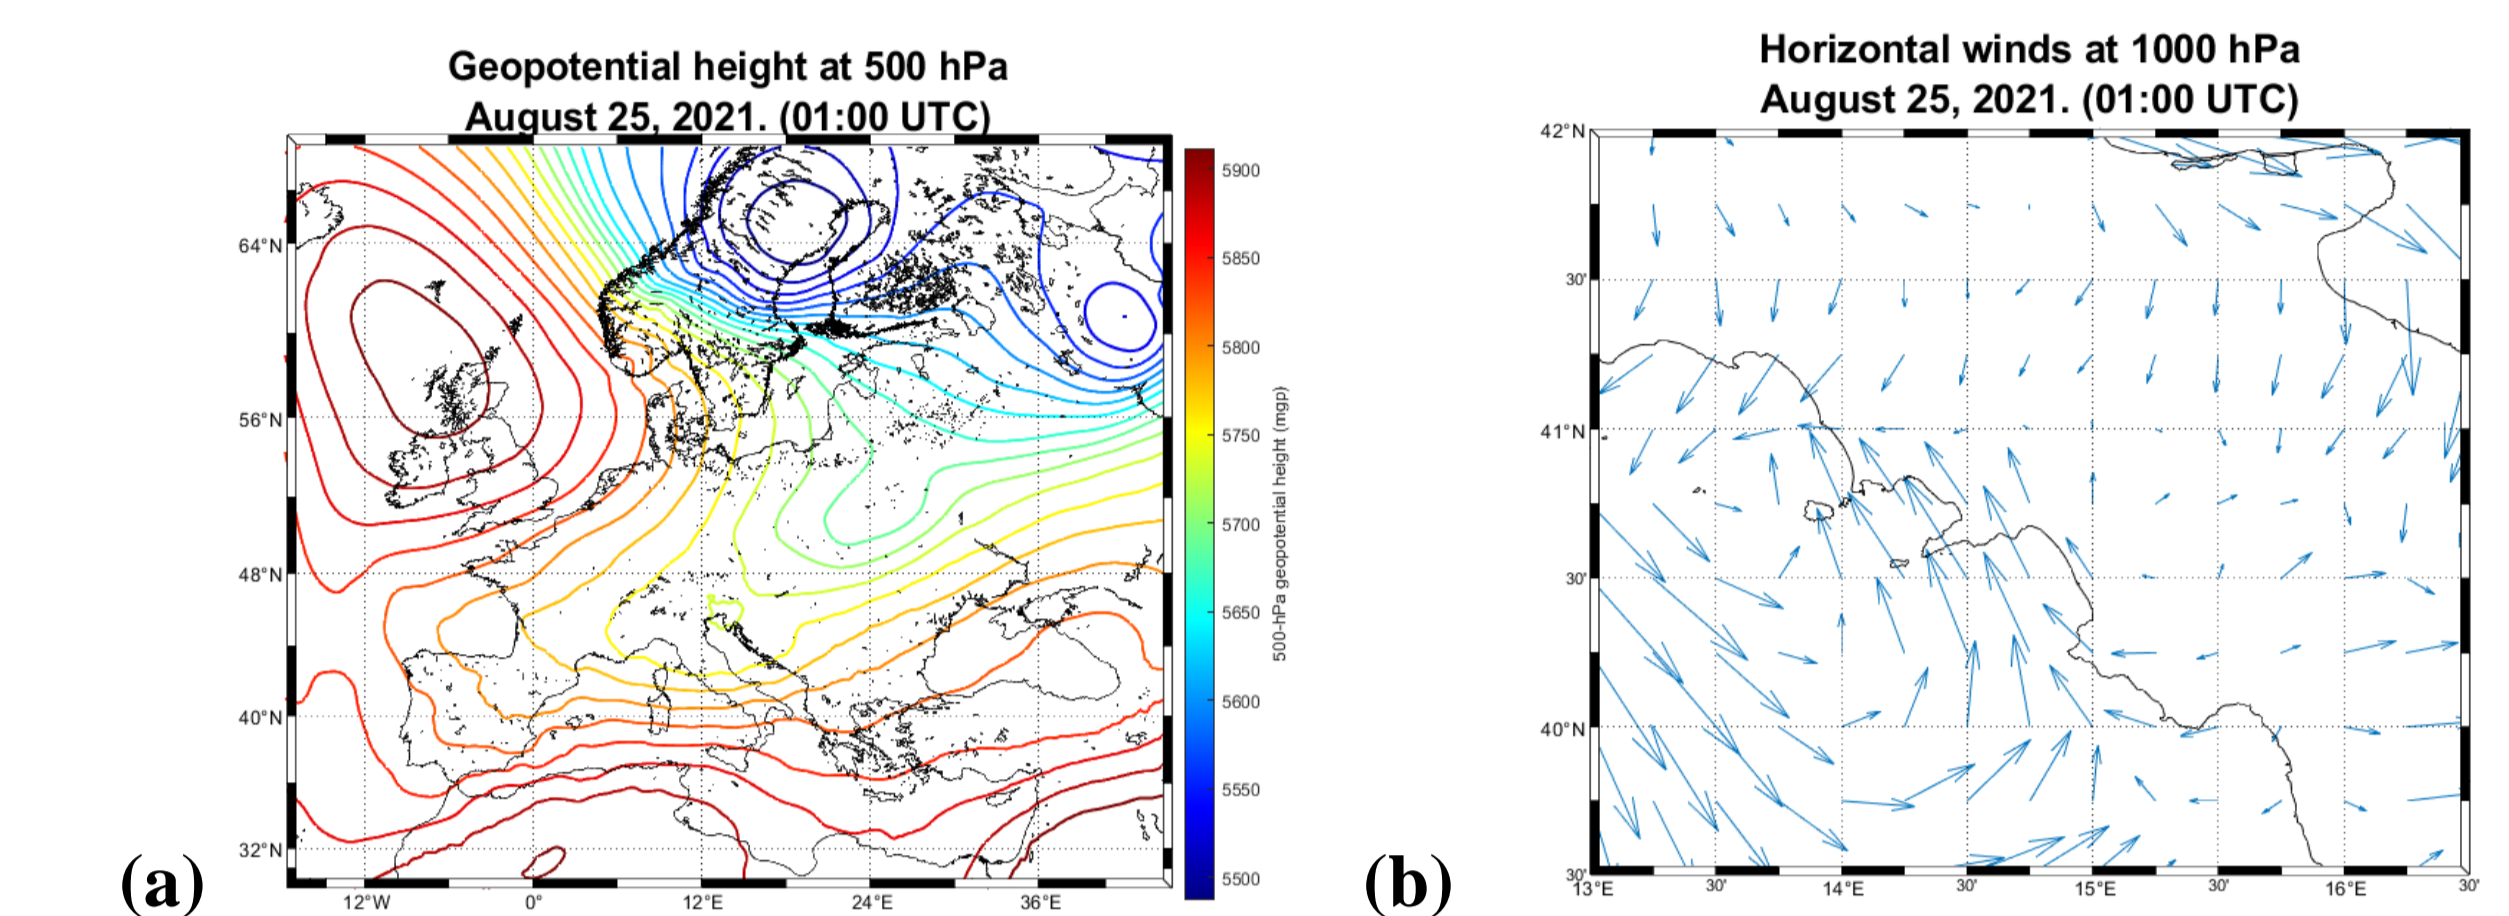 Geopotential height at 500 hPa
August 25, 2021. (01:00 UTC)
64°N
56°N
48°N
40°N
32°N
12°W
0°
12°E
24°E
36°E
5900
5850
5800
5750
5700
5650
5600
5550
5500
500-hPa geopotential height (mgp)
(a)
Horizontal winds at 1000 hPa
August 25, 2021. (01:00 UTC)
42°N
30'
41°N
30'
40°N
30'
13°E
30'
14°E
30'
15°E
30'
16°E
30'
(b)